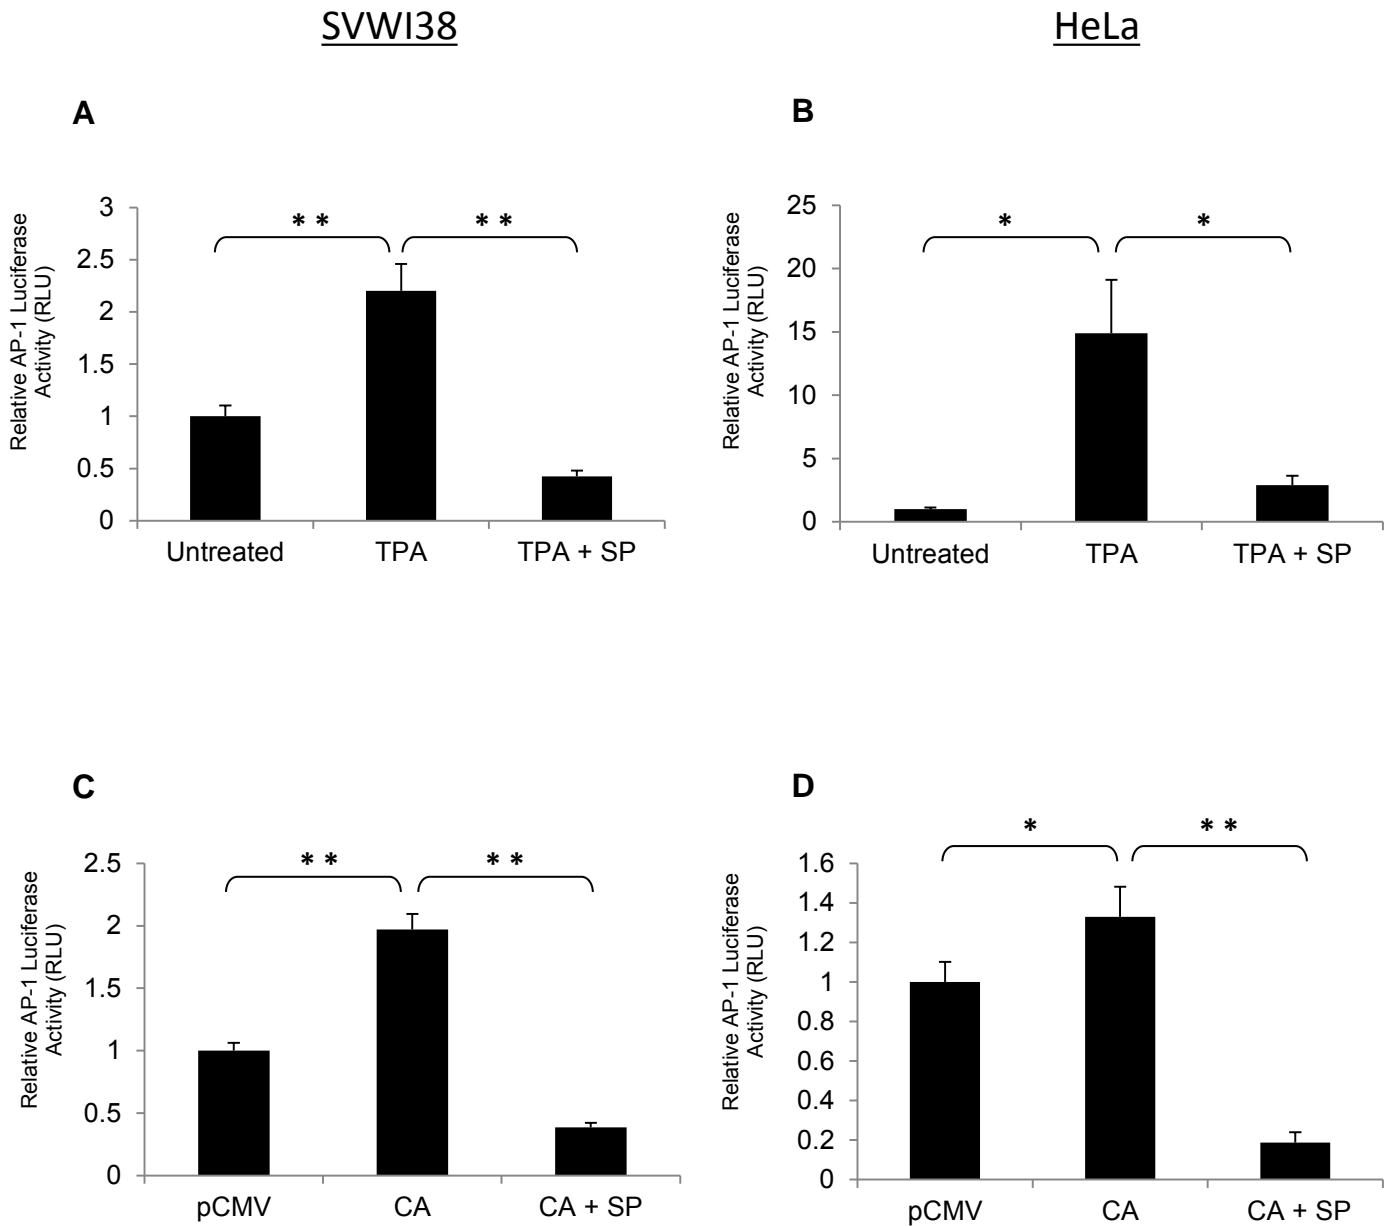 SVWI38
HeLa
A
Relative AP-1 Luciferase
Activity (RLU)
3
2.5
2
1.5
1
0.5
0
* *
* *
Untreated TPA TPA + SP
B
Relative AP-1 Luciferase
Activity (RLU)
25
20
15
10
5
0
*
*
Untreated TPA TPA + SP
C
Relative AP-1 Luciferase
Activity (RLU)
2.5
2
1.5
1
0.5
0
* *
* *
pCMV CA CA + SP
D
Relative AP-1 Luciferase
Activity (RLU)
1.6
1.4
1.2
1
0.8
0.6
0.4
0.2
0
*
* *
pCMV CA CA + SP